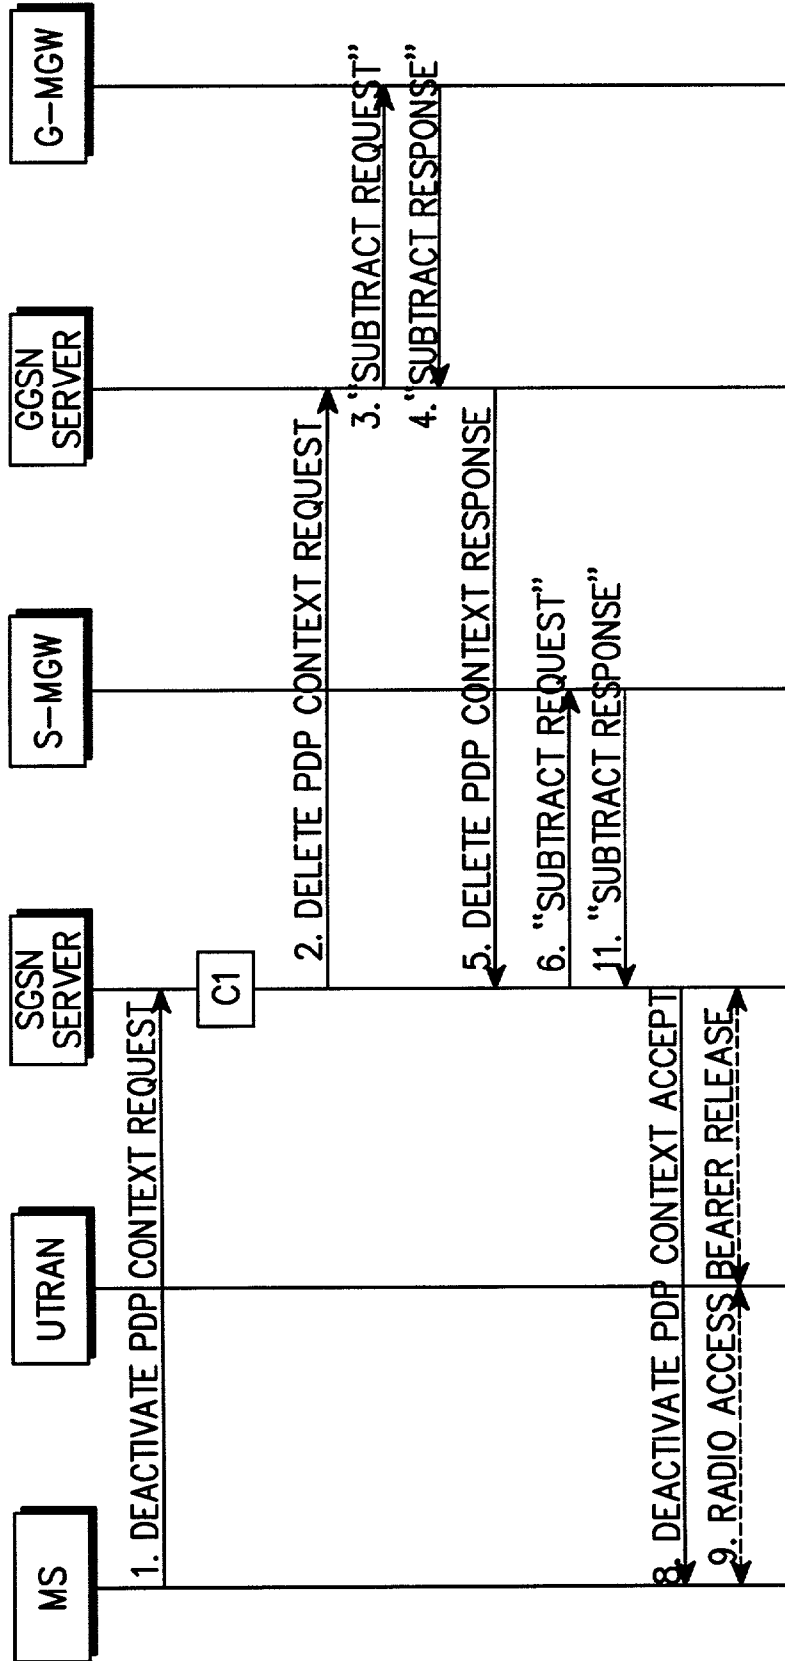 MS
UTRAN
SGSN
SERVER
S-MGW
GGSN
SERVER
G-MGW
1. DEACTIVATE PDP CONTEXT REQUEST
C1
2. DELETE PDP CONTEXT REQUEST
3. "SUBTRACT REQUEST"
4. "SUBTRACT RESPONSE"
5. DELETE PDP CONTEXT RESPONSE
6. "SUBTRACT REQUEST"
11. "SUBTRACT RESPONSE"
8. DEACTIVATE PDP CONTEXT ACCEPT
9. RADIO ACCESS BEARER RELEASE